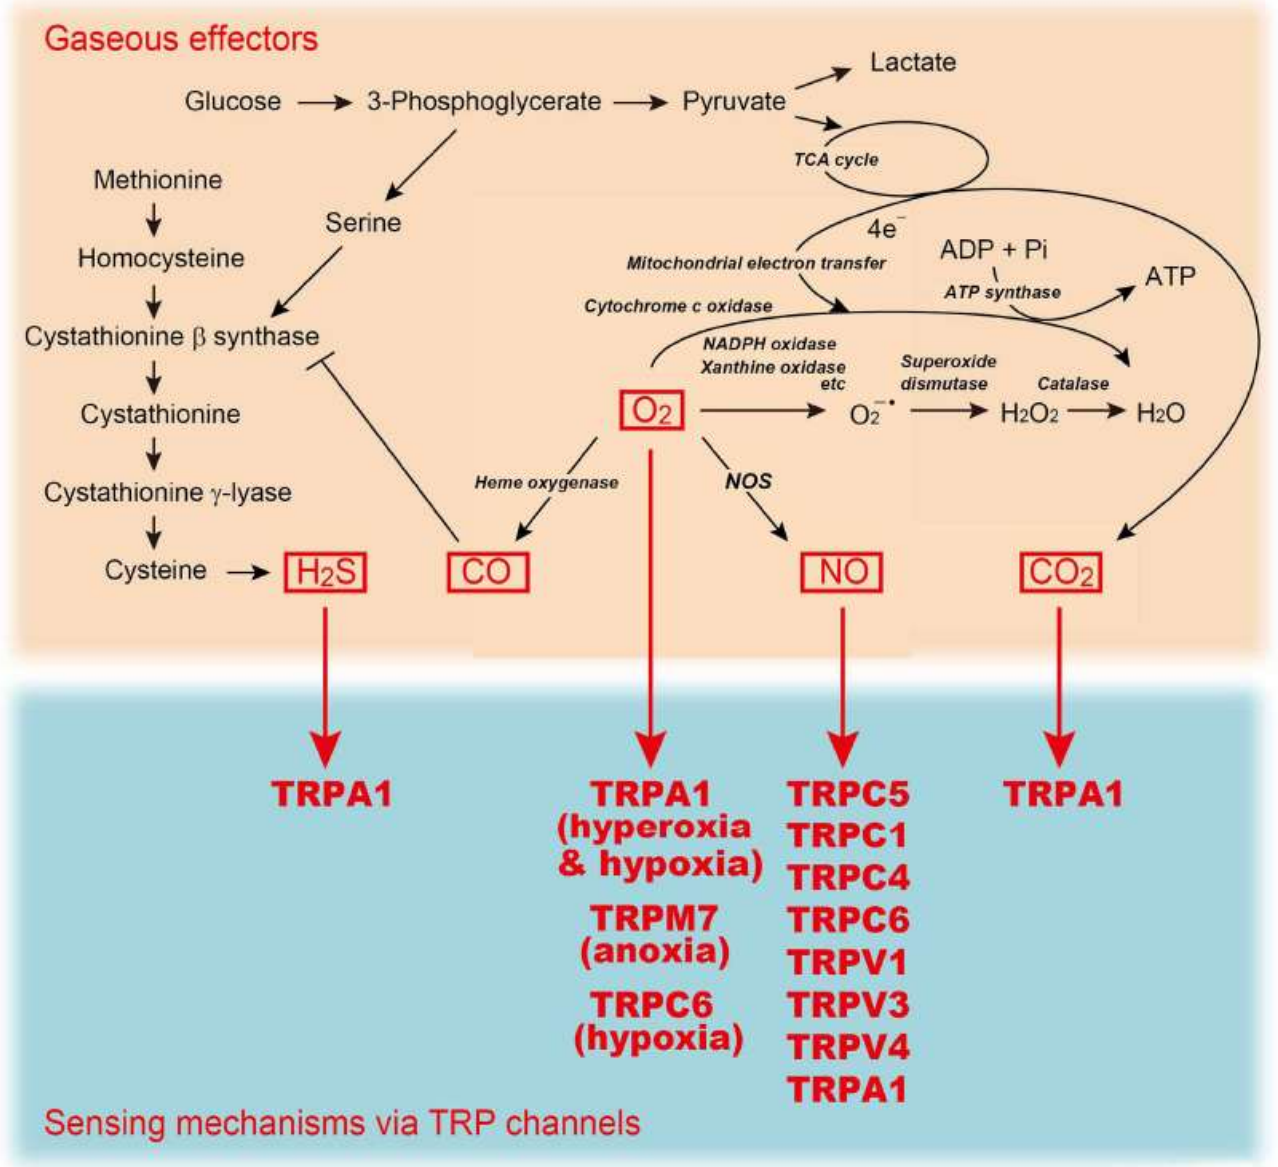 Gaseous effectors
Lactate
Glucose
3-Phosphoglycerate
Pyruvate
TCA cycle
Methionine
Serine
4e⁻
ADP + Pi
Homocysteine
Mitochondrial electron transfer
ATP
ATP synthase
Cytochrome c oxidase
Cystathionine β synthase
NADPH oxidase
Xanthine oxidase
etc
Superoxide
dismutase
Catalase
Cystathionine
O₂
O₂⁻•
H₂O₂
H₂O
Heme oxygenase
NOS
Cystathionine γ-lyase
Cysteine
H₂S
CO
NO
CO₂
TRPA1
TRPA1
(hyperoxia
& hypoxia)
TRPM7
(anoxia)
TRPC6
(hypoxia)
TRPC5
TRPC1
TRPC4
TRPC6
TRPV1
TRPV3
TRPV4
TRPA1
TRPA1
Sensing mechanisms via TRP channels